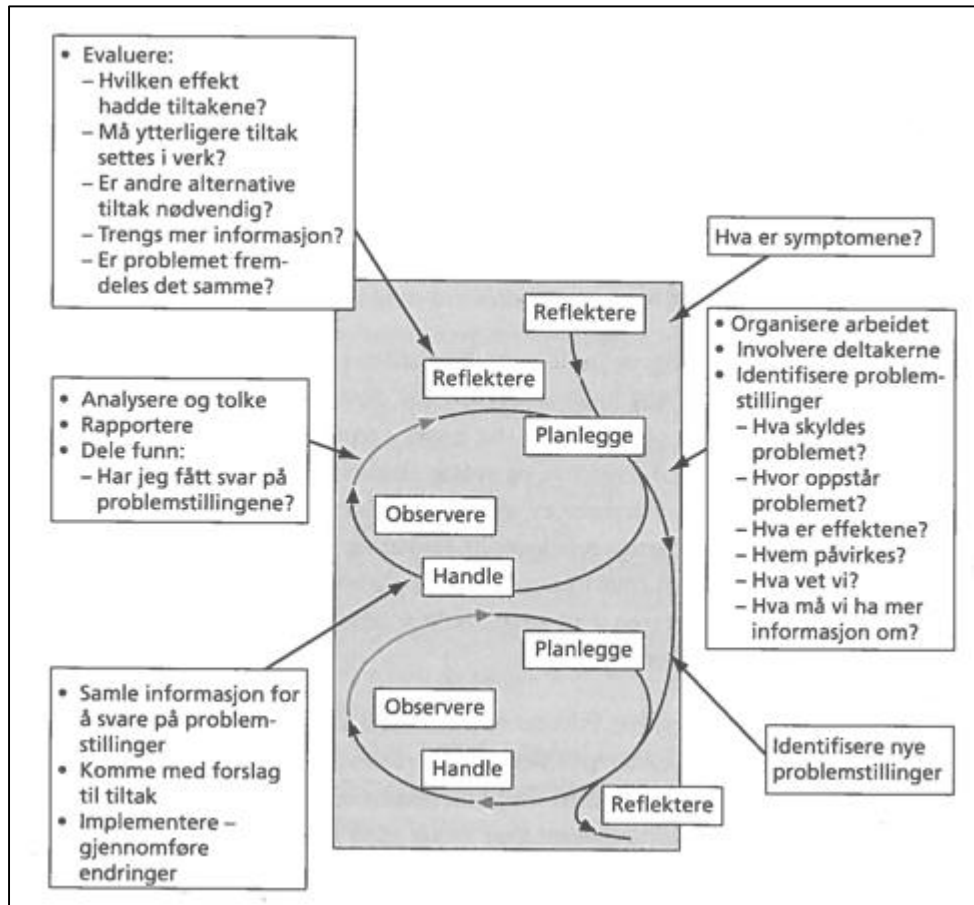 • Evaluere:
– Hvilken effekt
hadde tiltakene?
– Må ytterligere tiltak
settes i verk?
– Er andre alternative
tiltak nødvendig?
– Trengs mer informasjon?
– Er problemet frem-
deles det samme?
Hva er symptomene?
Reflektere
• Organisere arbeidet
• Involvere deltakerne
• Identifisere problem-
stillinger
– Hva skyldes
problemet?
– Hvor oppstår
problemet?
– Hva er effektene?
– Hvem påvirkes?
– Hva vet vi?
– Hva må vi ha mer
informasjon om?
Reflektere
• Analysere og tolke
• Rapportere
• Dele funn:
– Har jeg fått svar på
problemstillingene?
Planlegge
Observere
Handle
Planlegge
• Samle informasjon for
å svare på problem-
stillinger
• Komme med forslag
til tiltak
• Implementere –
gjennomføre
endringer
Observere
Handle
Identifisere nye
problemstillinger
Reflektere